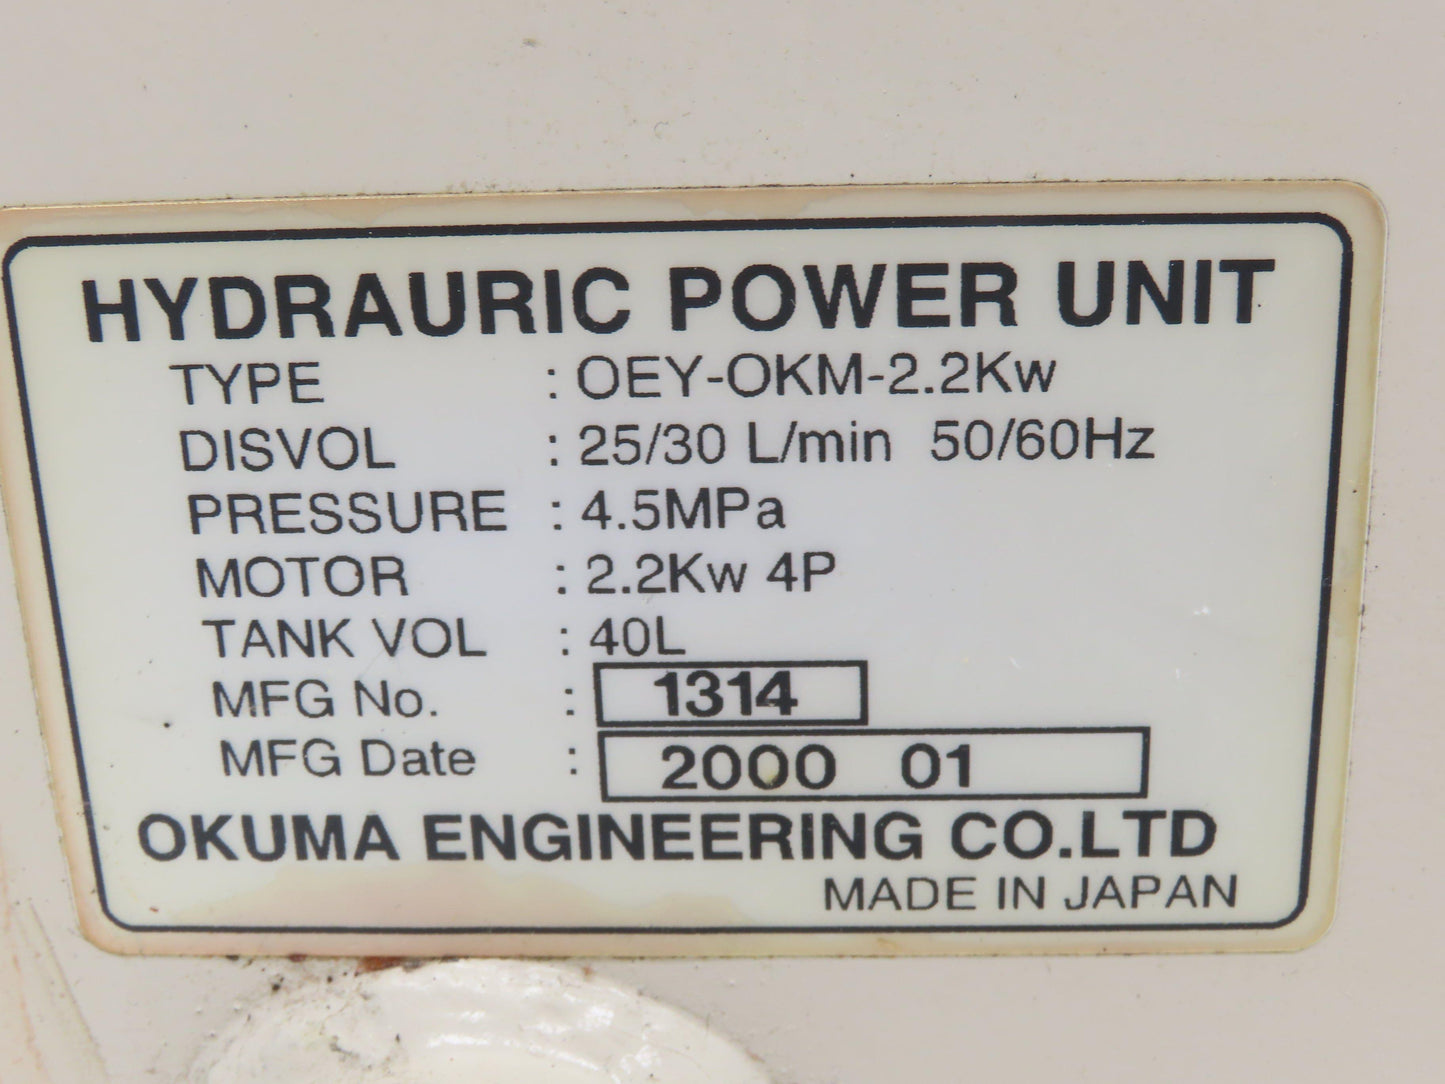 HYDRAURIC POWER UNIT
TYPE : OEY-OKM-2.2Kw
DISVOL : 25/30 L/min 50/60Hz
PRESSURE : 4.5MPa
MOTOR : 2.2Kw 4P
TANK VOL : 40L
MFG No. : 1314
MFG Date : 2000 01
OKUMA ENGINEERING CO.LTD
MADE IN JAPAN